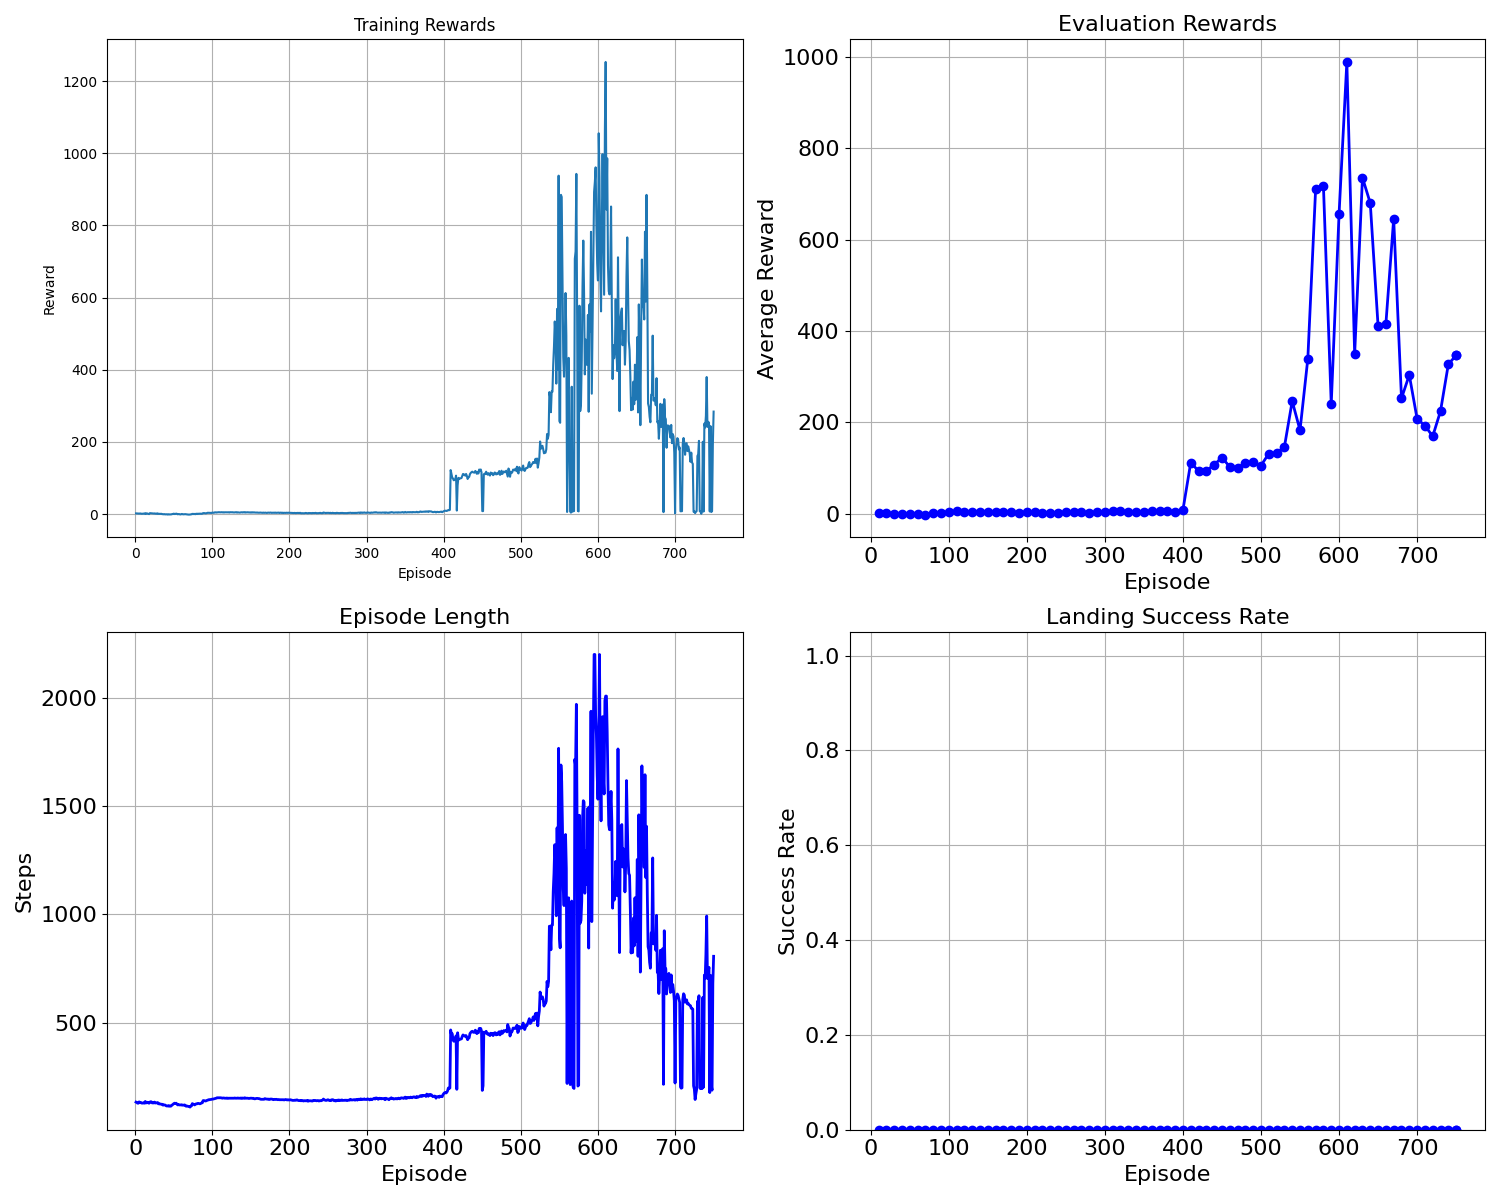 Training Rewards
1200
1000
800
600
400
200
0
Reward
0 100 200 300 400 500 600 700
Episode
Evaluation Rewards
1000
800
600
400
200
0
Average Reward
0 100 200 300 400 500 600 700
Episode
Episode Length
2000
1500
1000
500
Steps
0 100 200 300 400 500 600 700
Episode
Landing Success Rate
1.0
0.8
0.6
0.4
0.2
0.0
Success Rate
0 100 200 300 400 500 600 700
Episode